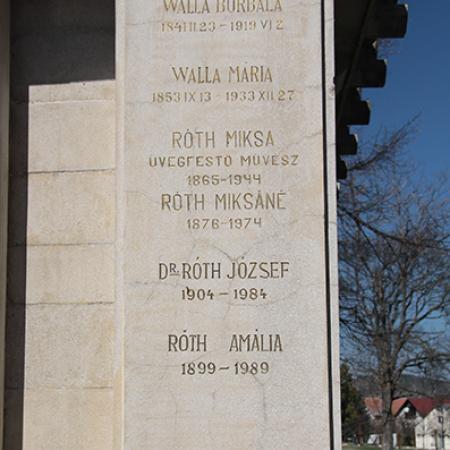 WALLA BORBÁLA
1841 II 23 - 1919 VI 2
WALLA MÁRIA
1853 IX 13 - 1933 XII 27
RÓTH MIKSA
ÜVEGFESTŐ MŰVÉSZ
1865-1944
RÓTH MIKSÁNÉ
1876-1974
DR. RÓTH JÓZSEF
1904 - 1984
RÓTH AMÁLIA
1899 - 1989